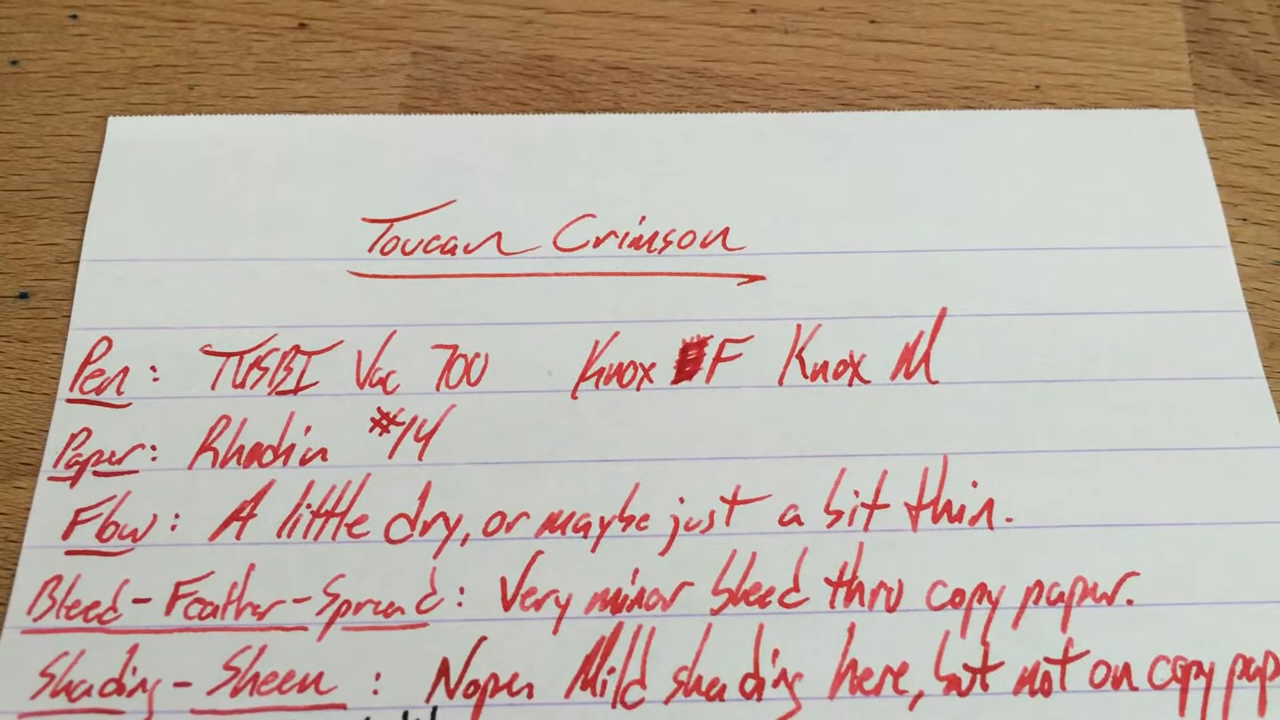 Toucan Crimson
Pen: TWSBI Vac 700 Knox F Knox M
Paper: Rhodia #14
Flow: A little dry, or maybe just a bit thin.
Bleed-Feather-Spread: Very minor bleed thru copy paper.
Shading-Sheen: Mild shading here, but not on copy pap